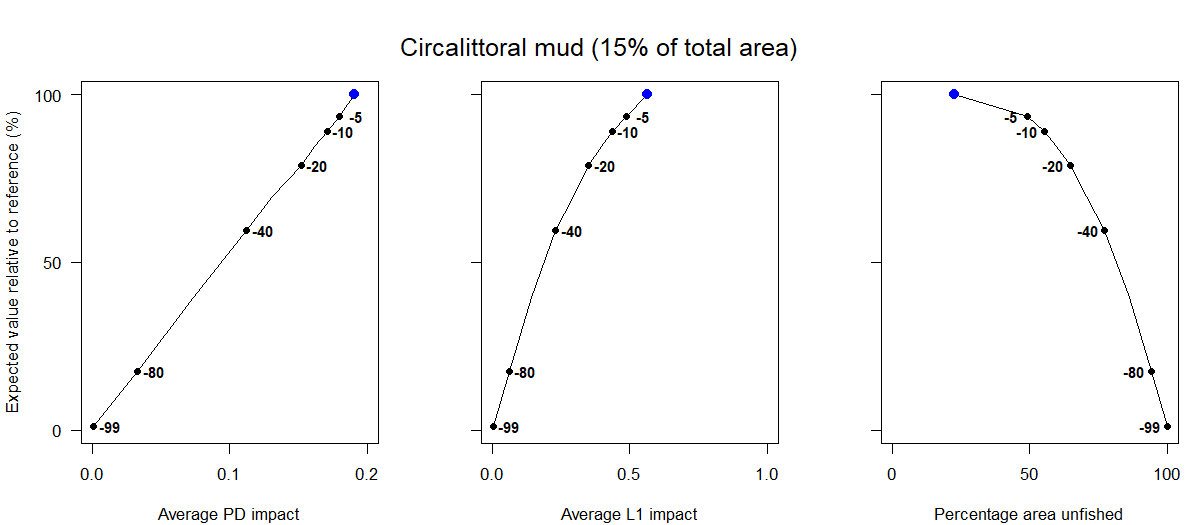 Circalittoral mud (15% of total area)
Expected value relative to reference (%)
100
50
0
-5
-10
-20
-40
-80
-99
0.0 0.1 0.2
Average PD impact
-5
-10
-20
-40
-80
-99
0.0 0.5 1.0
Average L1 impact
-5
-10
-20
-40
-80
-99
0 50 100
Percentage area unfished